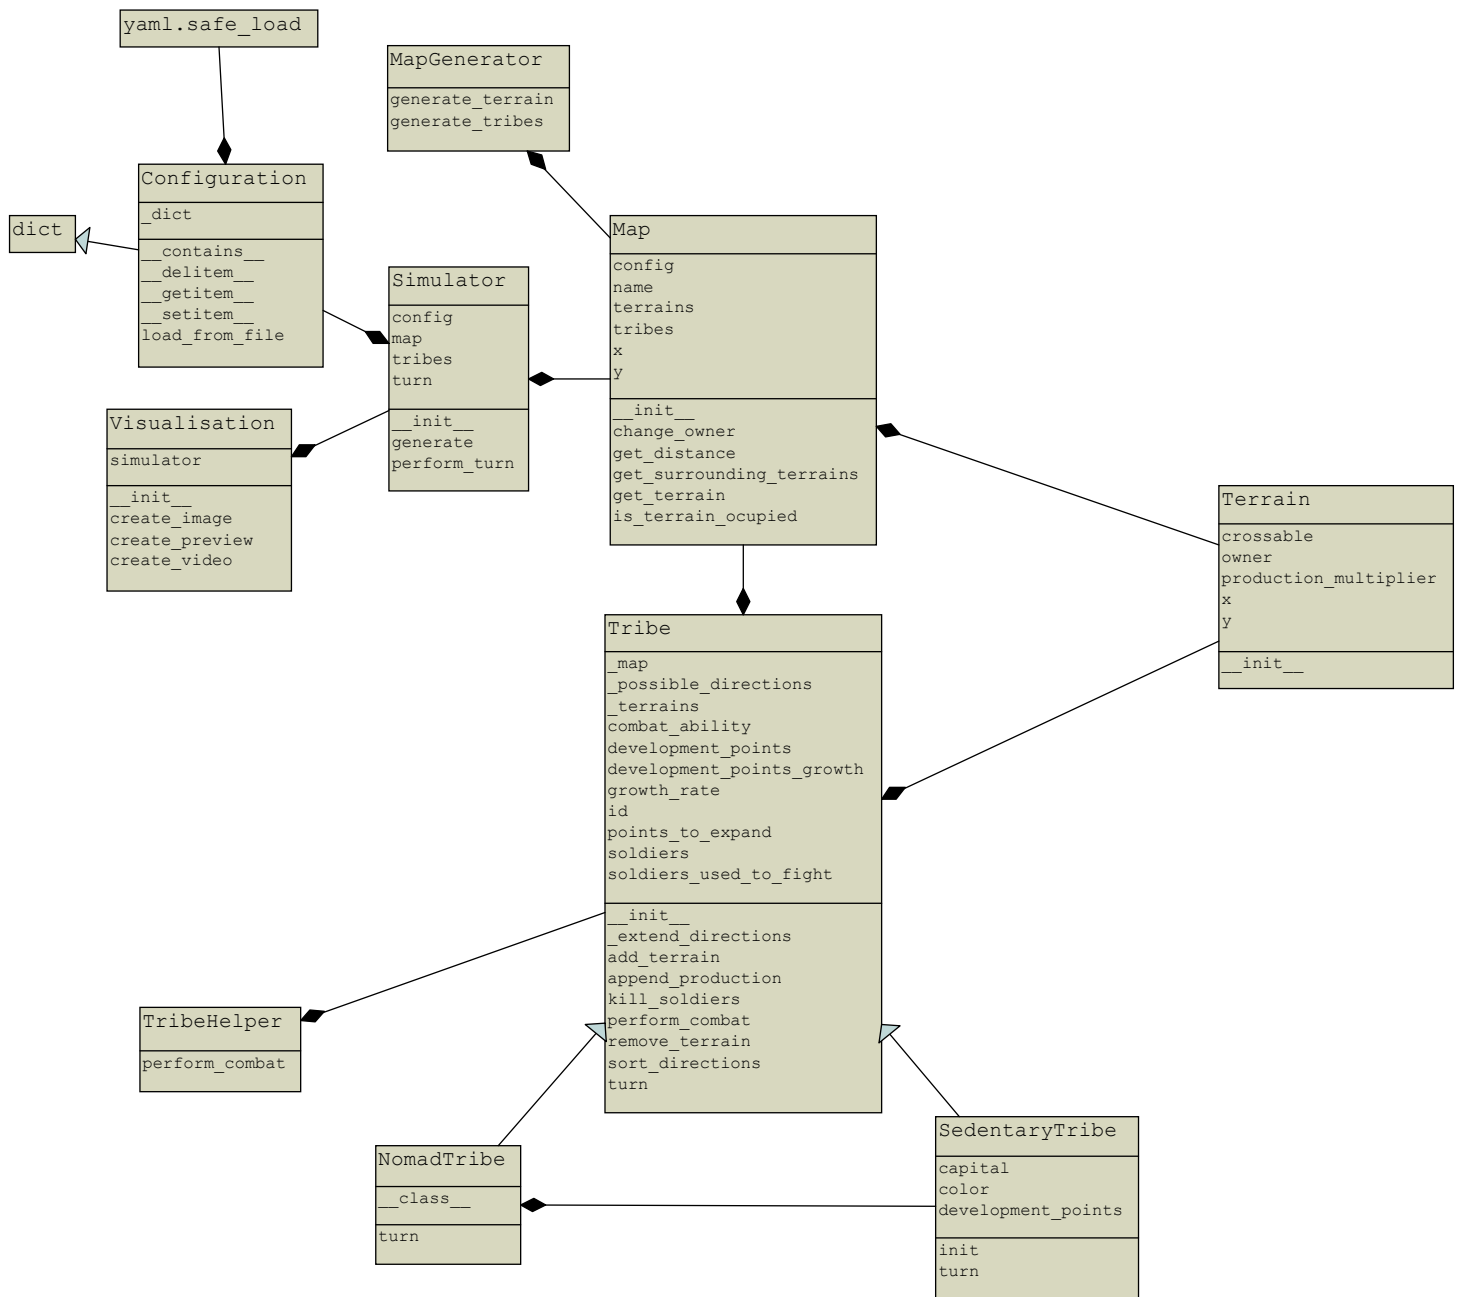 yaml.safe_load
MapGenerator
generate_terrain
generate_tribes
Configuration
_dict
__contains__
__delitem__
__getitem__
__setitem__
load_from_file
dict
Map
config
name
terrains
tribes
x
y
__init__
change_owner
get_distance
get_surrounding_terrains
get_terrain
is_terrain_ocupied
Simulator
config
map
tribes
turn
__init__
generate
perform_turn
Visualisation
simulator
__init__
create_image
create_preview
create_video
Terrain
crossable
owner
production_multiplier
x
y
__init__
Tribe
_map
_possible_directions
_terrains
combat_ability
development_points
development_points_growth
growth_rate
id
points_to_expand
soldiers
soldiers_used_to_fight
__init__
_extend_directions
add_terrain
append_production
kill_soldiers
perform_combat
remove_terrain
sort_directions
turn
TribeHelper
perform_combat
NomadTribe
__class__
turn
SedentaryTribe
capital
color
development_points
init
turn